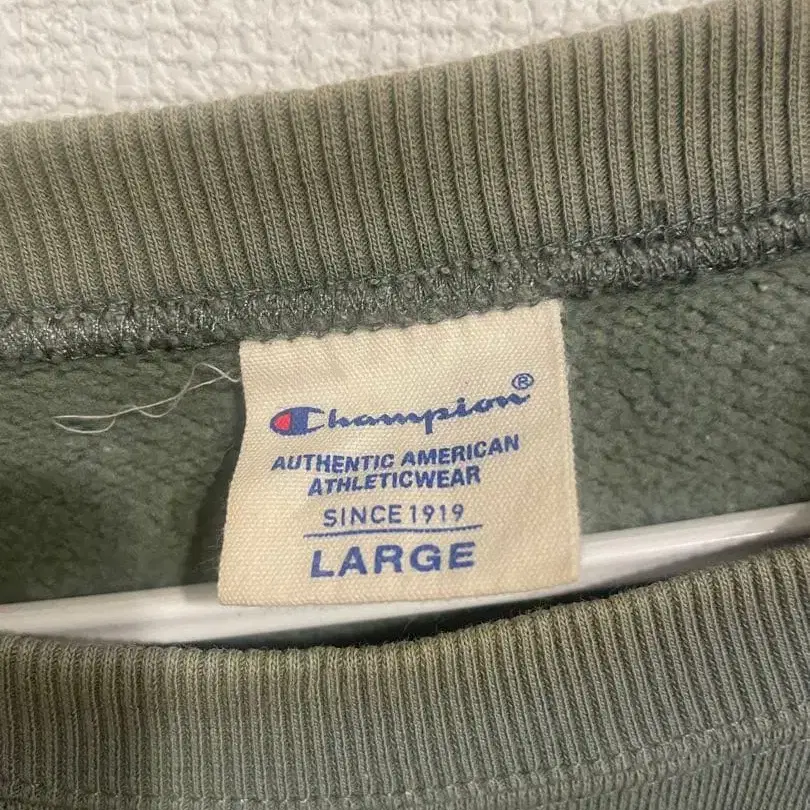 Champion®
AUTHENTIC AMERICAN
ATHLETICWEAR
SINCE 1919
LARGE